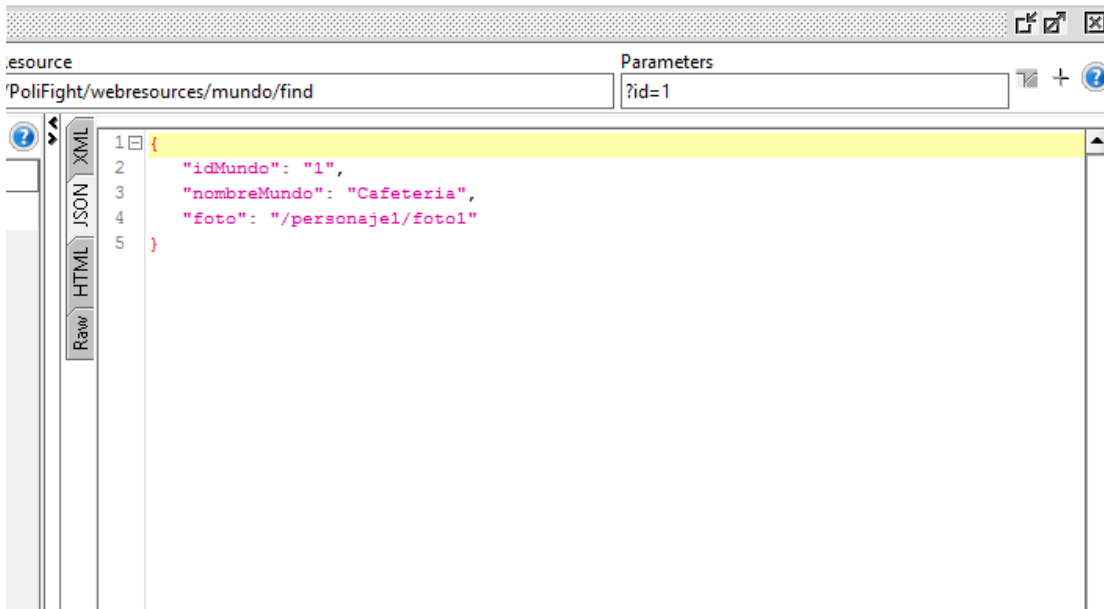 esource
Parameters
/PoliFight/webresources/mundo/find
?id=1
XML
JSON
HTML
Raw
1 {
2 "idMundo": "1",
3 "nombreMundo": "Cafeteria",
4 "foto": "/personaje1/foto1"
5 }